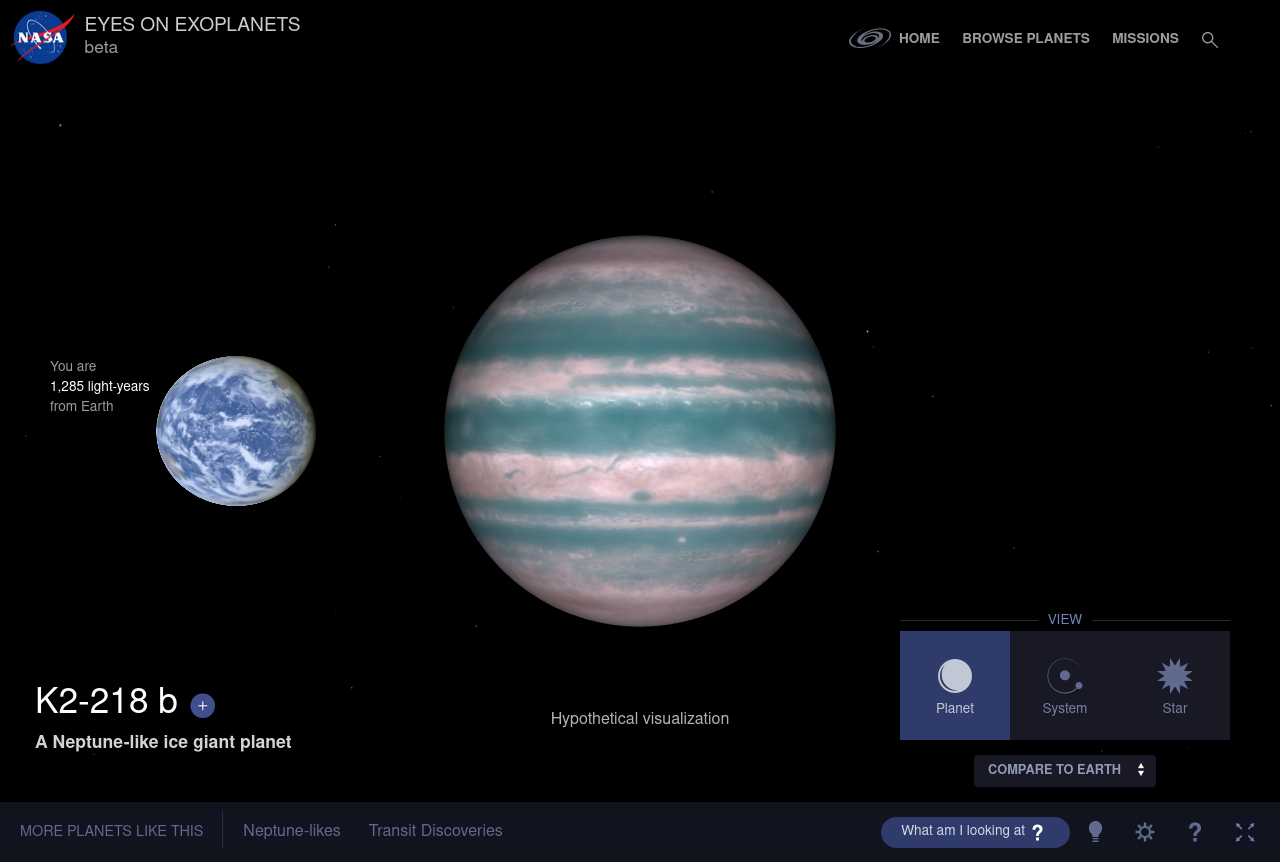 NASA
EYES ON EXOPLANETS
beta
HOME
BROWSE PLANETS
MISSIONS
You are
1,285 light-years
from Earth
K2-218 b +
A Neptune-like ice giant planet
Hypothetical visualization
VIEW
Planet
System
Star
COMPARE TO EARTH
MORE PLANETS LIKE THIS
Neptune-likes
Transit Discoveries
What am I looking at ?
?